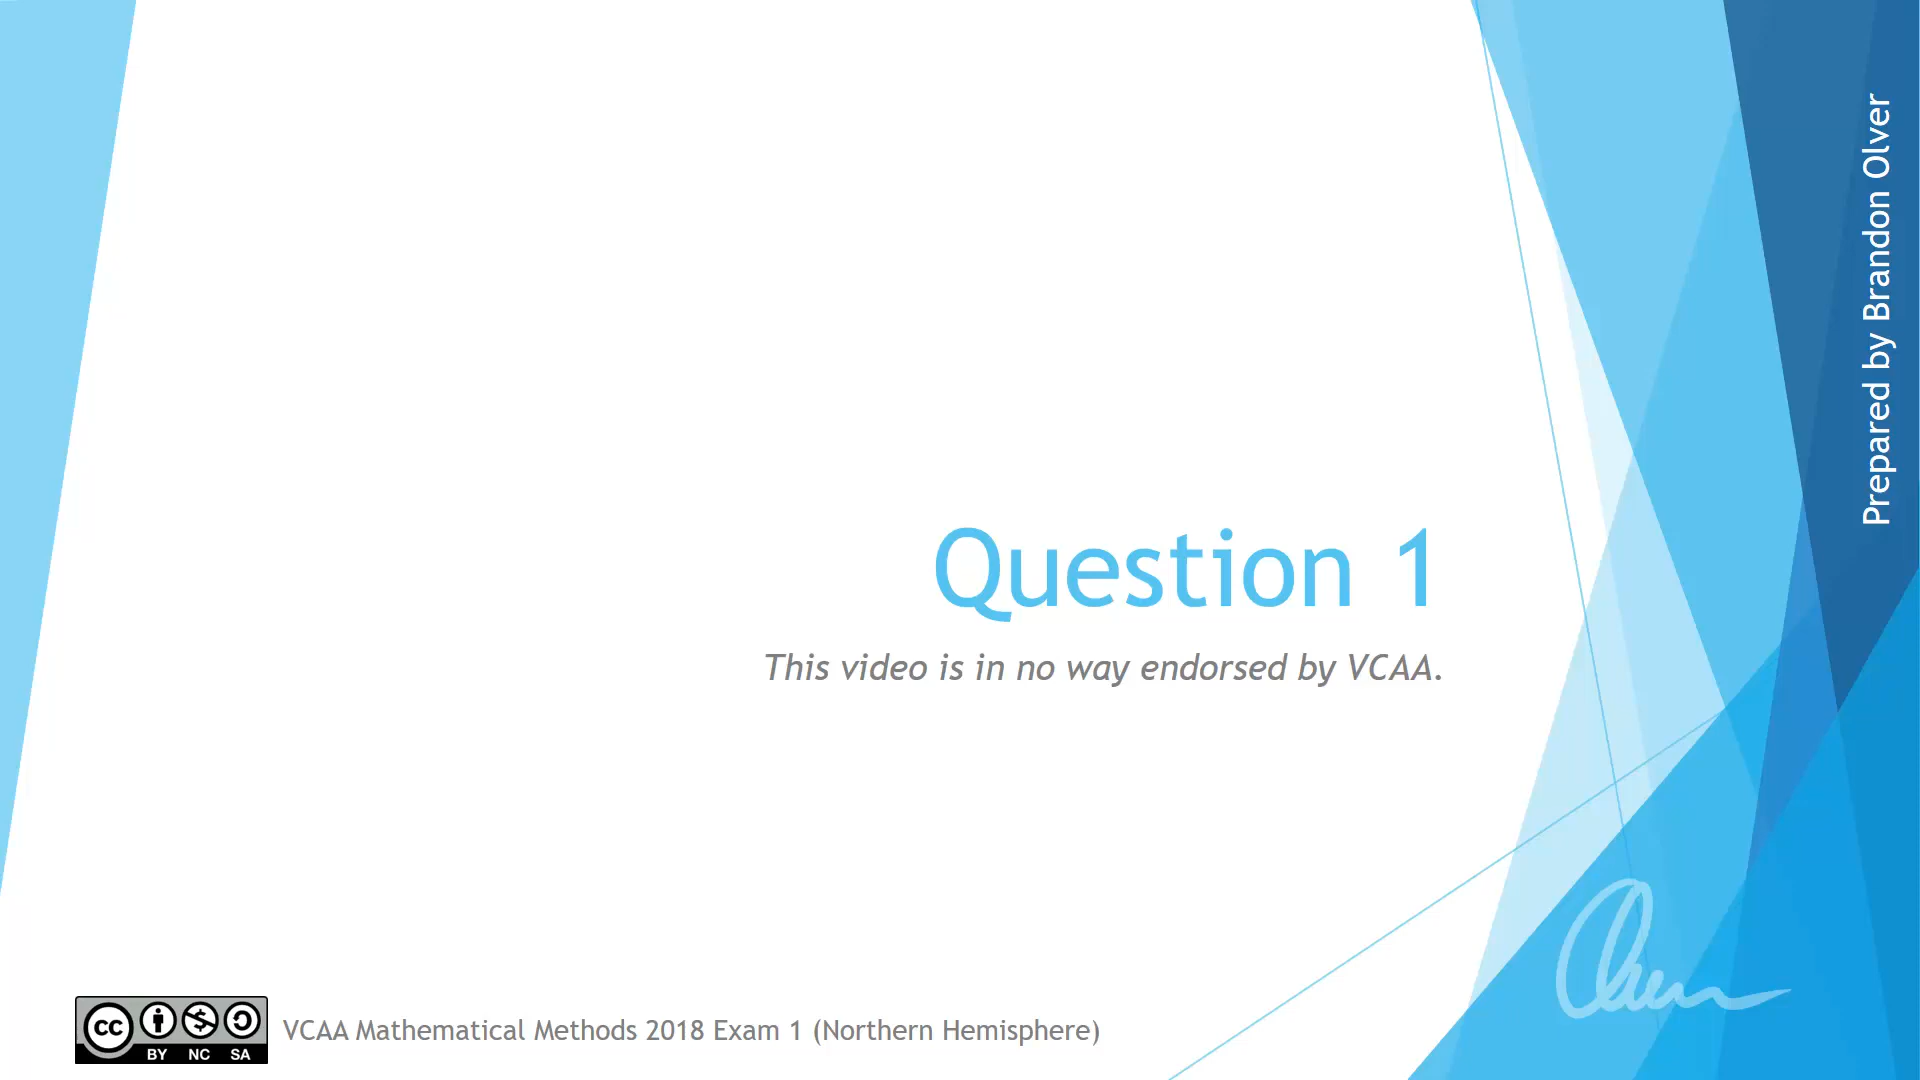 Prepared by Brandon Olver
Question 1
This video is in no way endorsed by VCAA.
CC BY NC SA
VCAA Mathematical Methods 2018 Exam 1 (Northern Hemisphere)